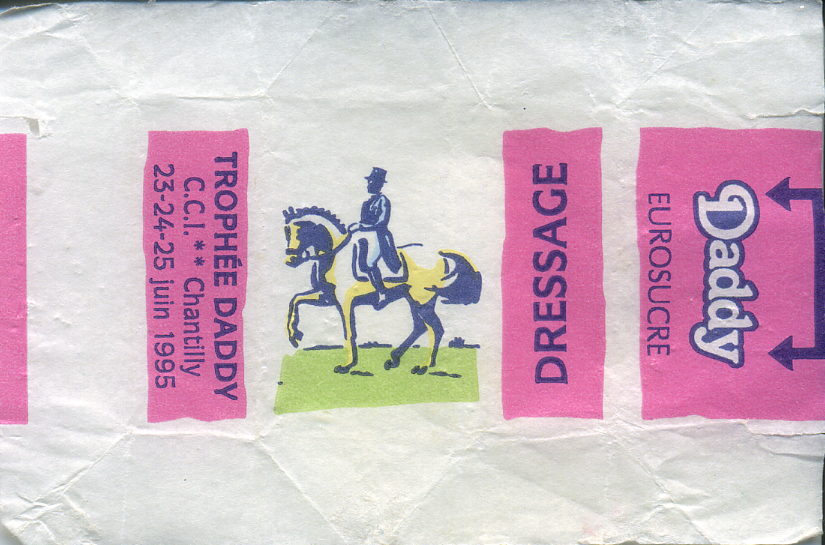 TROPHÉE DADDY
C.C.I. ** Chantilly
23-24-25 juin 1995
DRESSAGE
Daddy
EUROSUCRE